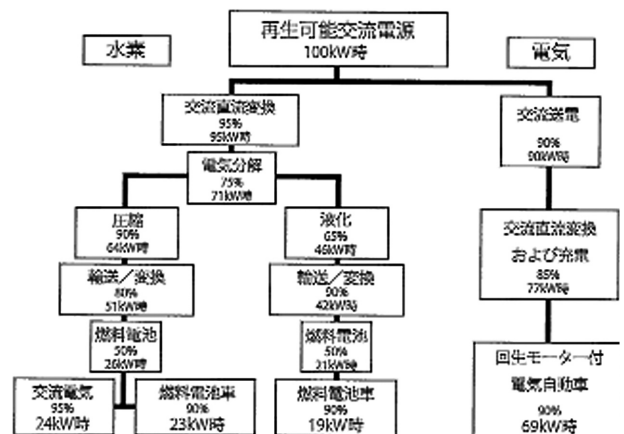 再生可能交流電源
100kW時
水素
電気
交流直流変換
95%
95kW時
電気分解
75%
71kW時
圧縮
90%
64kW時
輸送／変換
80%
51kW時
燃料電池
50%
26kW時
交流電気
95%
24kW時
燃料電池車
90%
23kW時
液化
65%
46kW時
輸送／変換
90%
42kW時
燃料電池
50%
21kW時
燃料電池車
90%
19kW時
交流送電
90%
90kW時
交流直流変換
および充電
85%
77kW時
回生モーター付
電気自動車
90%
69kW時